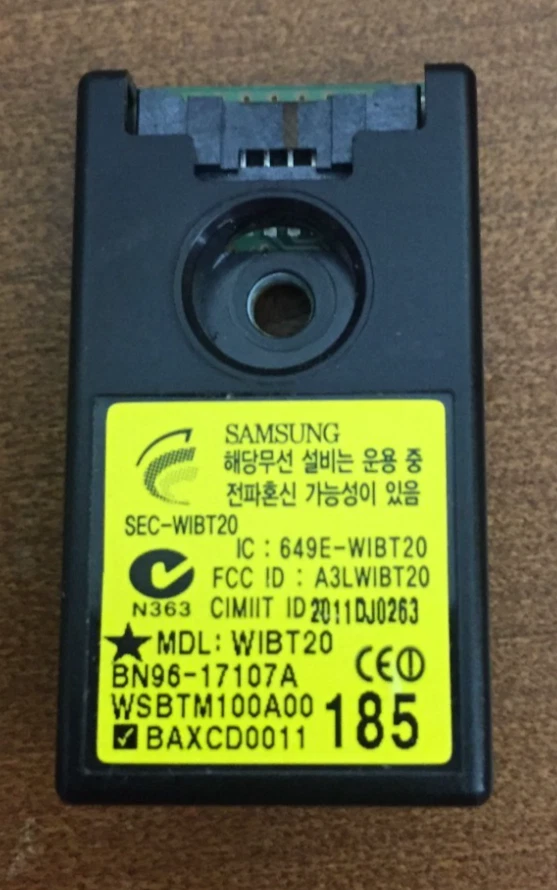 SAMSUNG
해당무선 설비는 운용 중
전파혼신 가능성이 있음
SEC-WIBT20
IC : 649E-WIBT20
FCC ID : A3LWIBT20
N363 CIMIIT ID 2011DJ0263
MDL: WIBT20
BN96-17107A
WSBTM100A00
BAXCD0011
185